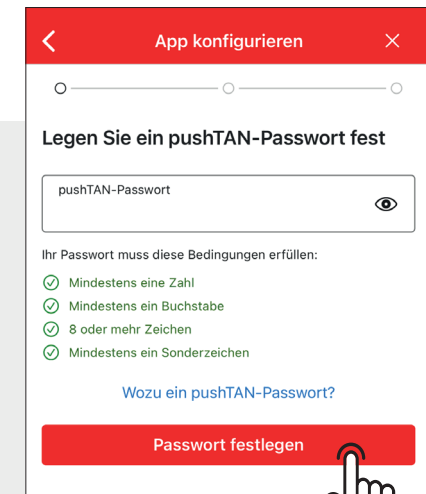 App konfigurieren
Legen Sie ein pushTAN-Passwort fest
pushTAN-Passwort
Ihr Passwort muss diese Bedingungen erfüllen:
Mindestens eine Zahl
Mindestens ein Buchstabe
8 oder mehr Zeichen
Mindestens ein Sonderzeichen
Wozu ein pushTAN-Passwort?
Passwort festlegen